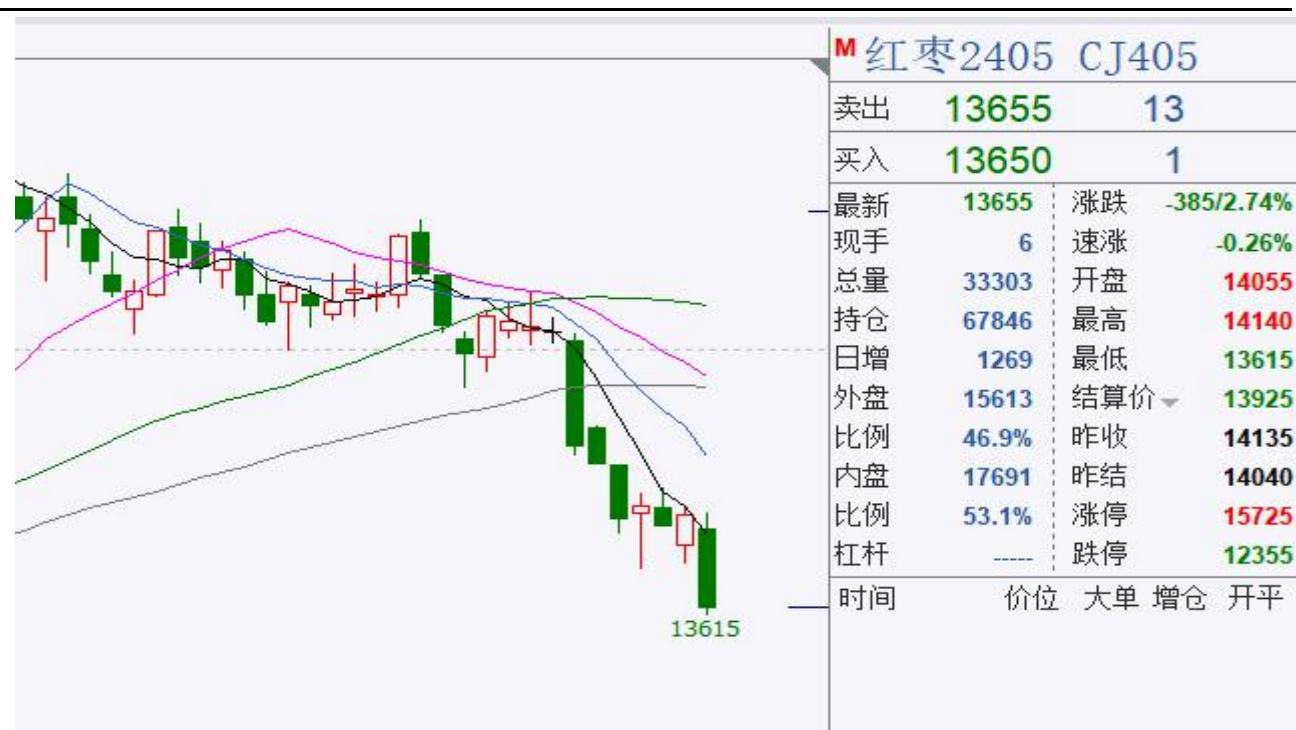 M 红枣2405 CJ405
卖出 13655 13
买入 13650 1
最新 13655 涨跌 -385/2.74%
现手 6 速涨 -0.26%
总量 33303 开盘 14055
持仓 67846 最高 14140
日增 1269 最低 13615
外盘 15613 结算价 13925
比例 46.9% 昨收 14135
内盘 17691 昨结 14040
比例 53.1% 涨停 15725
杠杆 ----- 跌停 12355
时间 价位 大单 增仓 开平
13615